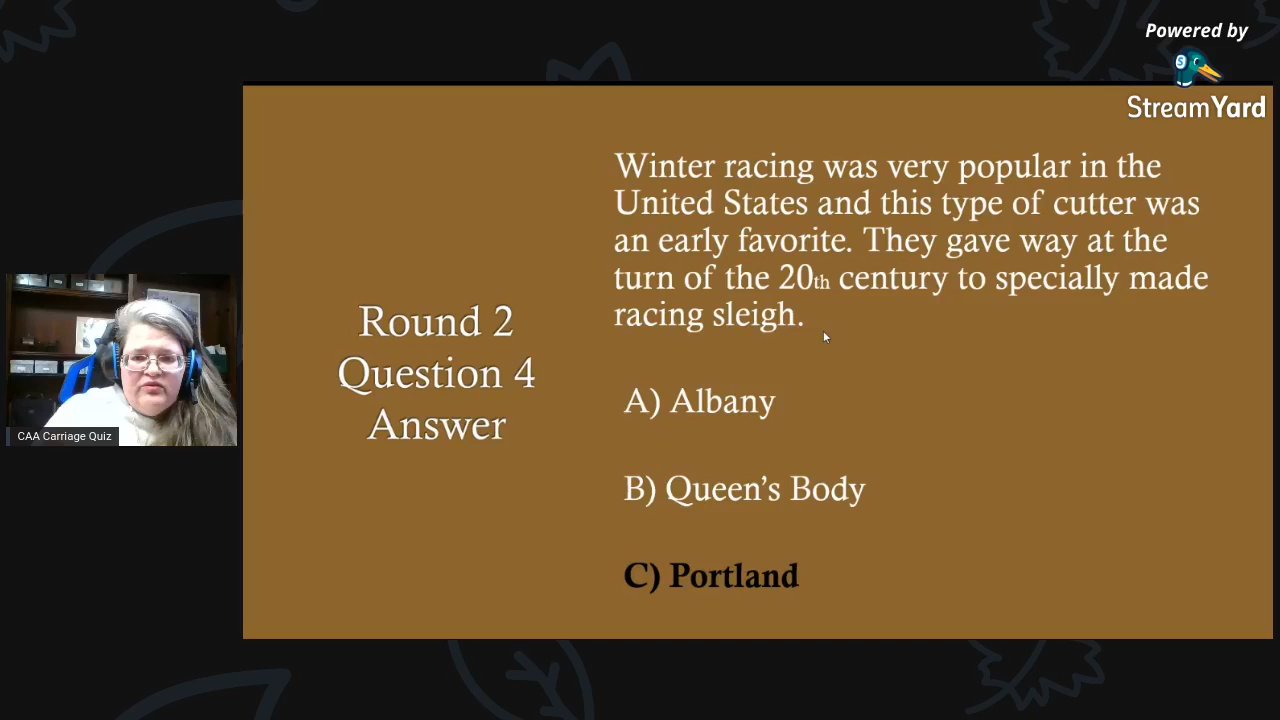 Powered by
StreamYard
Winter racing was very popular in the
United States and this type of cutter was
an early favorite. They gave way at the
turn of the 20th century to specially made
racing sleigh.
Round 2
Question 4
Answer
A) Albany
B) Queen’s Body
C) Portland
CAA Carriage Quiz